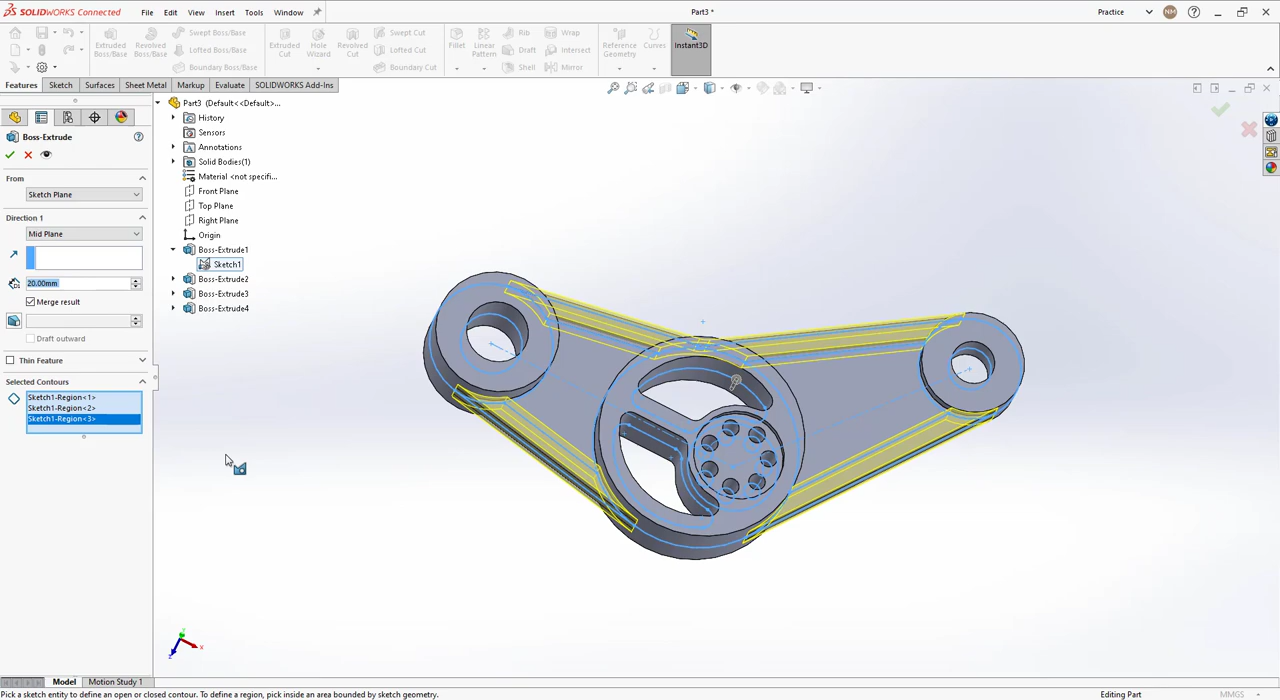 SOLIDWORKS Connected File Edit View Insert Tools Window Part3 * Practice NM
Extruded Boss/Base Revolved Boss/Base Swept Boss/Base Lofted Boss/Base Boundary Boss/Base Extruded Cut Hole Wizard Revolved Cut Swept Cut Lofted Cut Boundary Cut Fillet Linear Pattern Rib Draft Shell Wrap Intersect Mirror Reference Geometry Curves Instant3D
Features Sketch Surfaces Sheet Metal Markup Evaluate SOLIDWORKS Add-Ins
Boss-Extrude
From
Sketch Plane
Direction 1
Mid Plane
20.00mm
Merge result
Draft outward
Thin Feature
Selected Contours
Sketch1-Region<1>
Sketch1-Region<2>
Sketch1-Region<3>
Part3 (Default<<Default>...
History
Sensors
Annotations
Solid Bodies(1)
Material <not specifi...
Front Plane
Top Plane
Right Plane
Origin
Boss-Extrude1
Sketch1
Boss-Extrude2
Boss-Extrude3
Boss-Extrude4
Y
X
Z
Model Motion Study 1
Pick a sketch entity to define an open or closed contour. To define a region, pick inside an area bounded by sketch geometry. Editing Part MMGS